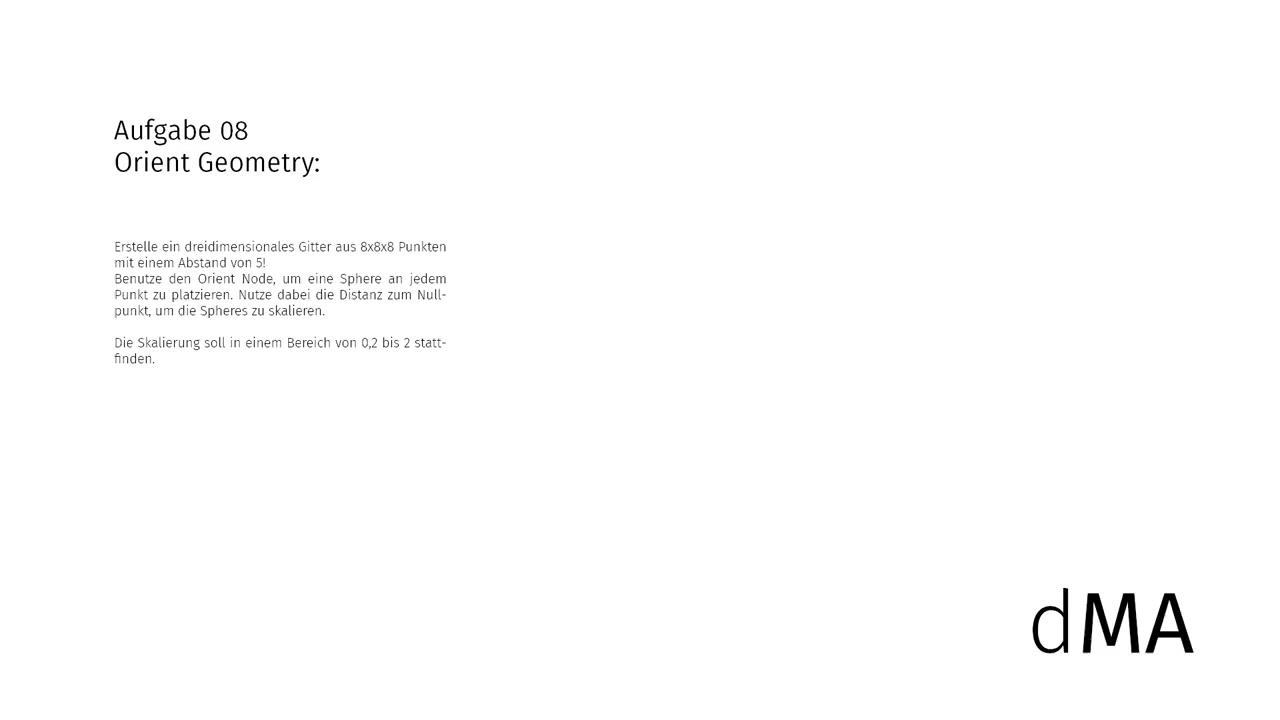 Aufgabe 08
Orient Geometry:
Erstelle ein dreidimensionales Gitter aus 8x8x8 Punkten
mit einem Abstand von 5!
Benutze den Orient Node, um eine Sphere an jedem
Punkt zu platzieren. Nutze dabei die Distanz zum Null-
punkt, um die Spheres zu skalieren.
Die Skalierung soll in einem Bereich von 0,2 bis 2 statt-
finden.
dMA